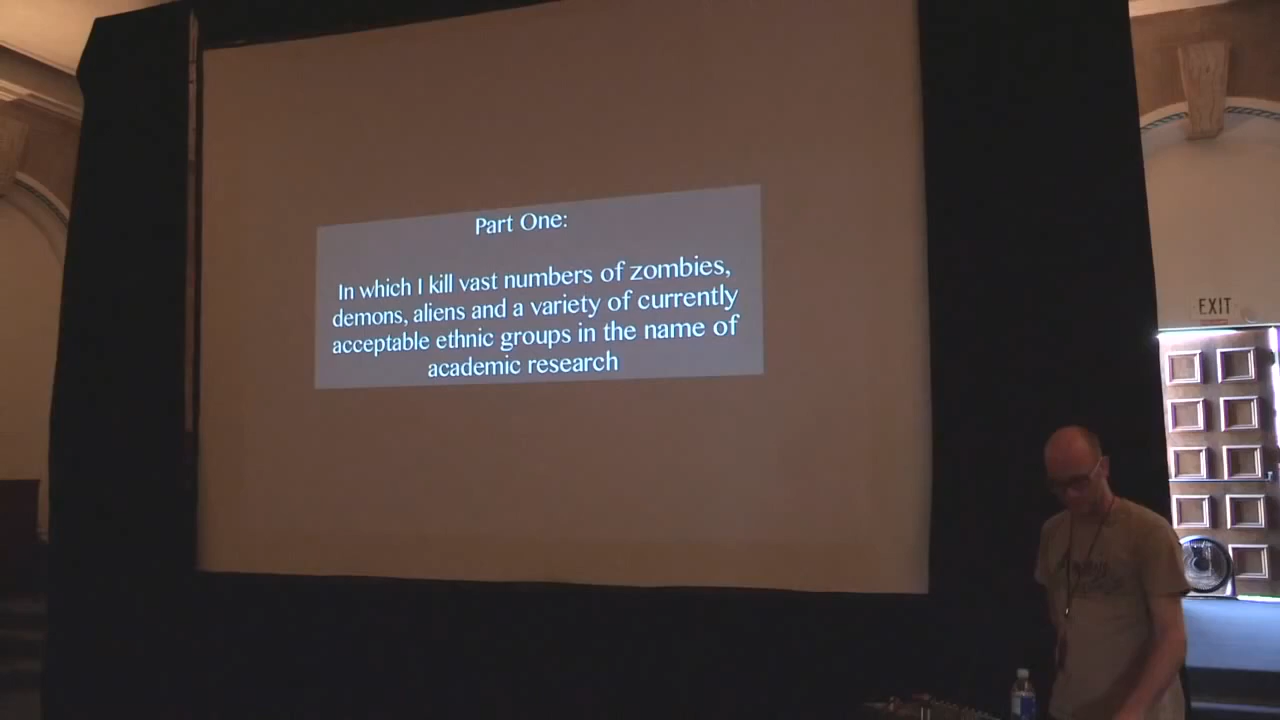 Part One:
In which I kill vast numbers of zombies,
demons, aliens and a variety of currently
acceptable ethnic groups in the name of
academic research
EXIT